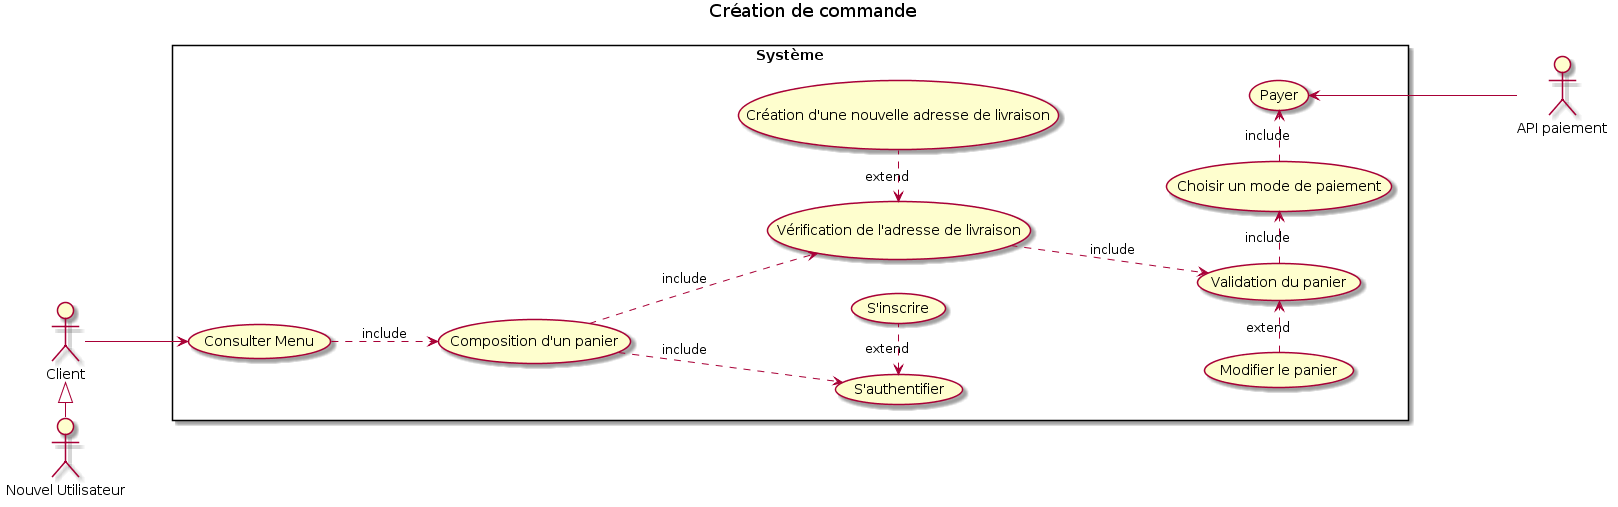 Création de commande
Système
Création d'une nouvelle adresse de livraison
Payer
API paiement
include
extend
Choisir un mode de paiement
Vérification de l'adresse de livraison
include
include
include
Validation du panier
S'inscrire
extend
Consulter Menu
include
Composition d'un panier
include
extend
Modifier le panier
S'authentifier
Client
Nouvel Utilisateur